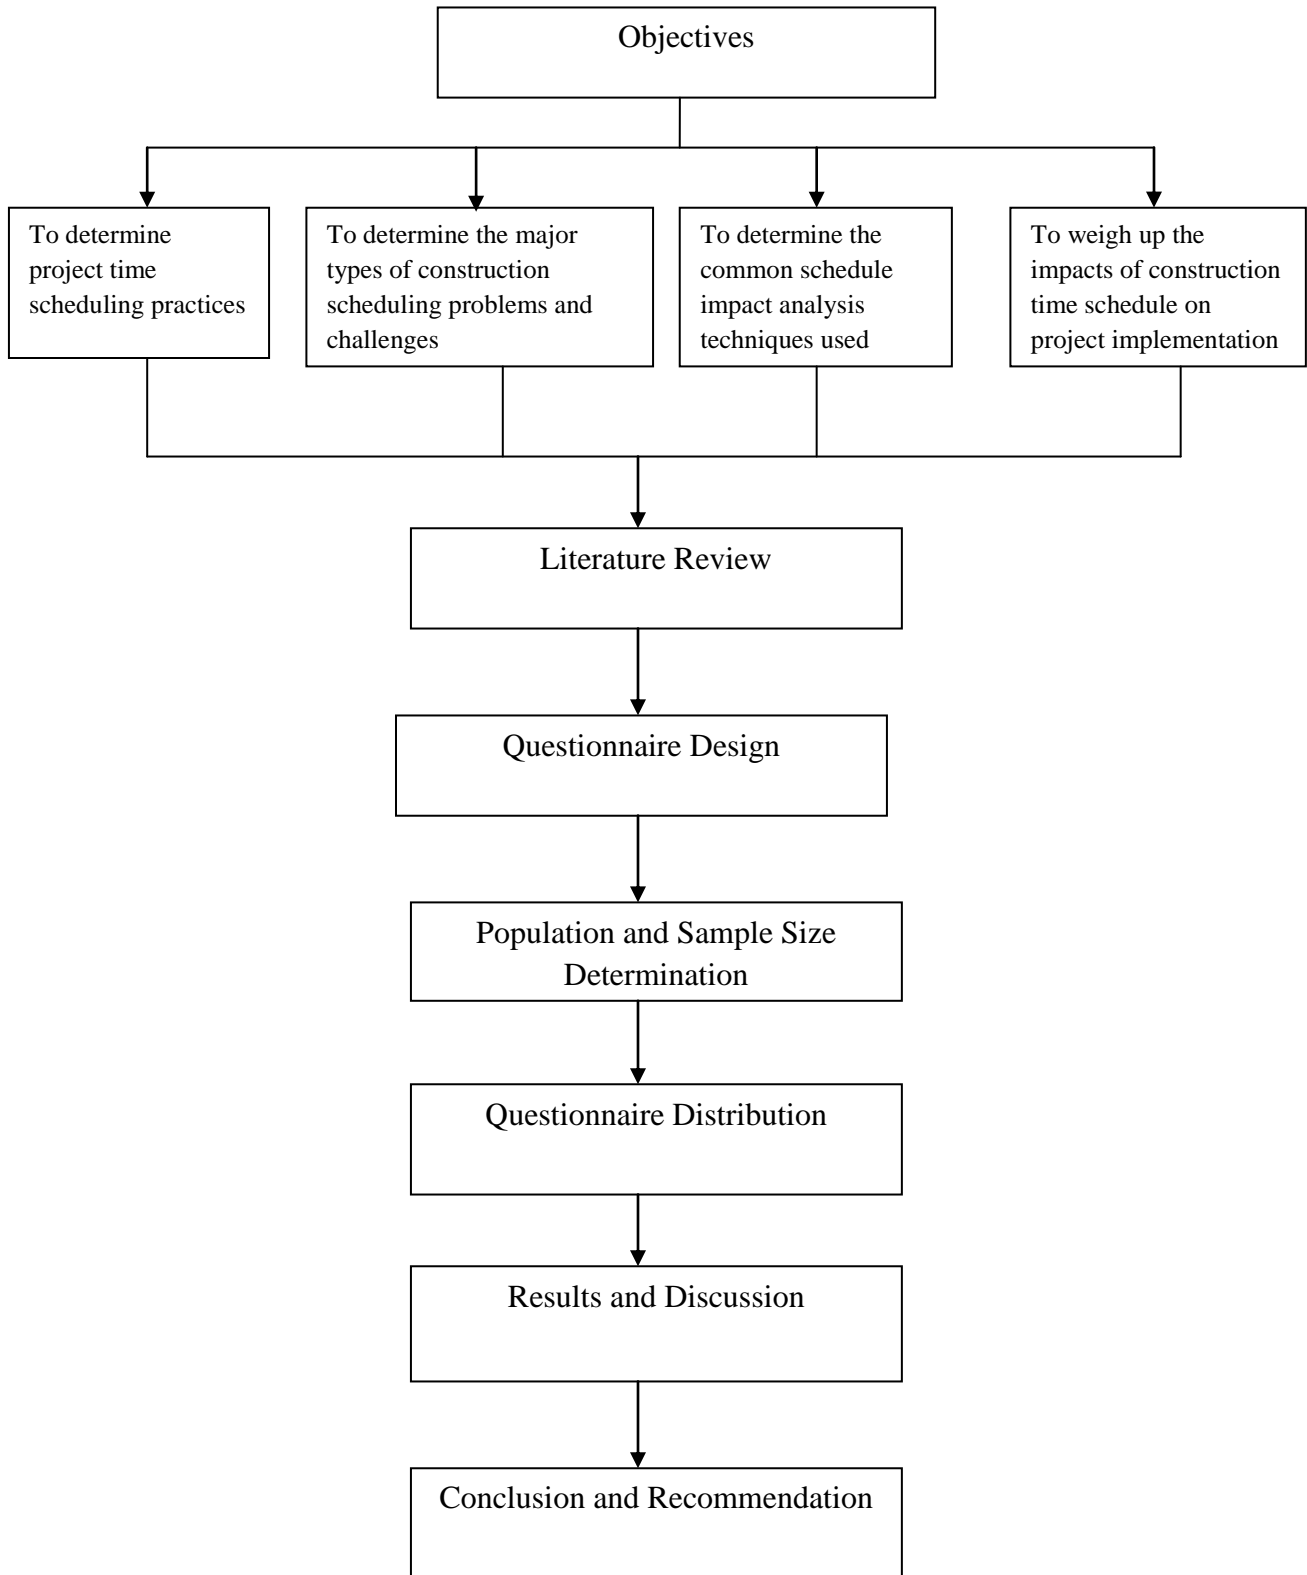 Objectives
To determine
project time
scheduling practices
To determine the major
types of construction
scheduling problems and
challenges
To determine the
common schedule
impact analysis
techniques used
To weigh up the
impacts of construction
time schedule on
project implementation
Literature Review
Questionnaire Design
Population and Sample Size
Determination
Questionnaire Distribution
Results and Discussion
Conclusion and Recommendation